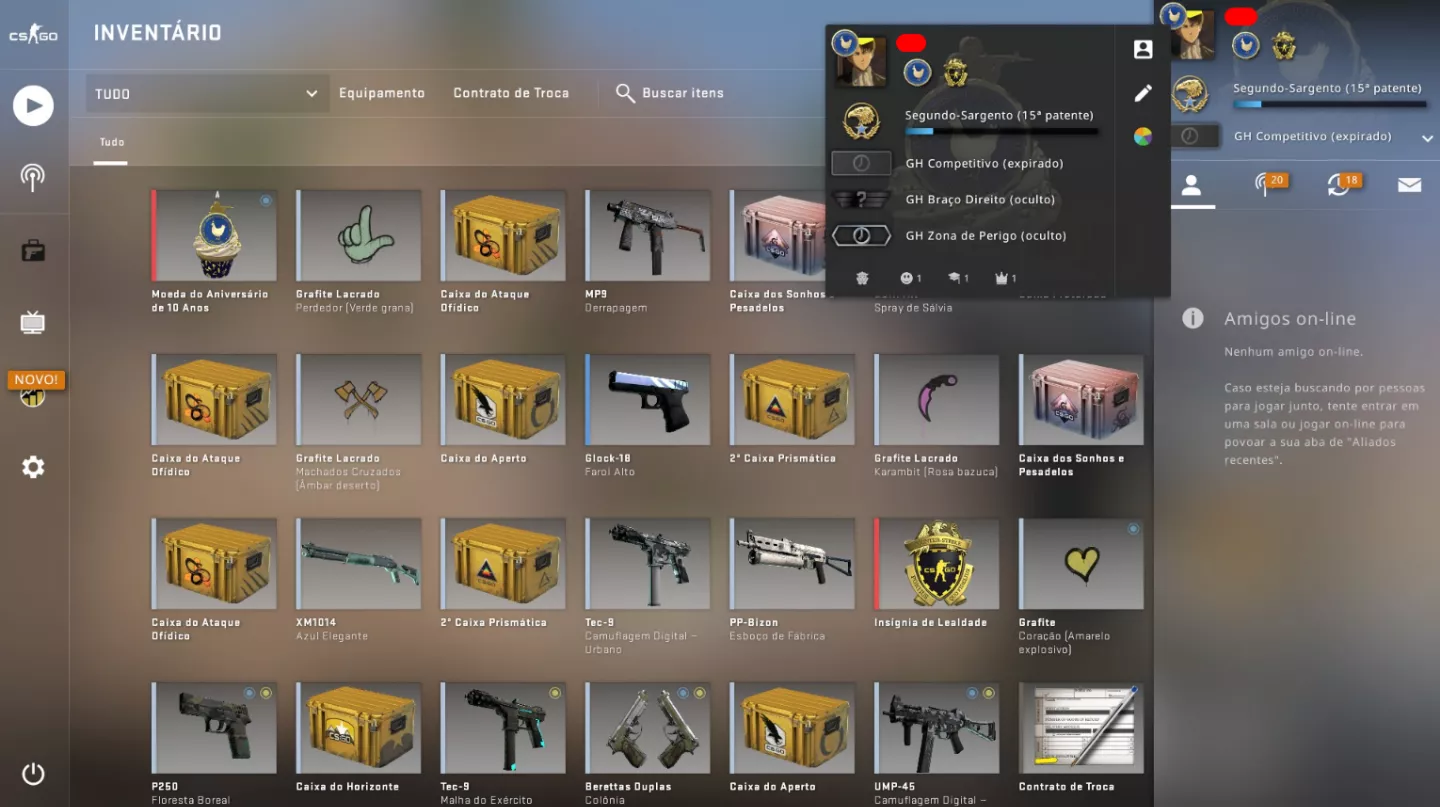 CS GO
INVENTÁRIO
TUDO
Equipamento
Contrato de Troca
Buscar itens
Tudo
NOVO!
Segundo-Sargento (15ª patente)
GH Competitivo (expirado)
GH Braço Direito (oculto)
GH Zona de Perigo (oculto)
1
1
1
Segundo-Sargento (15ª patente)
GH Competitivo (expirado)
20
18
Amigos on-line
Nenhum amigo on-line.
Caso esteja buscando por pessoas
para jogar junto, tente entrar em
uma sala ou jogar on-line para
povoar a sua aba de "Aliados
recentes".
Moeda do Aniversário
de 10 Anos
Grafite Lacrado
Perdedor (Verde grana)
Caixa do Ataque
Ofídico
MP9
Derrapagem
Caixa dos Sonhos
Pesadelos
Spray de Sálvia
Caixa do Ataque
Ofídico
Grafite Lacrado
Machados Cruzados
(Âmbar deserto)
Caixa do Aperto
Glock-18
Farol Alto
2ª Caixa Prismática
Grafite Lacrado
Karambit (Rosa bazuca)
Caixa dos Sonhos e
Pesadelos
Caixa do Ataque
Ofídico
XM1014
Azul Elegante
2ª Caixa Prismática
Tec-9
Camuflagem Digital –
Urbano
PP-Bizon
Esboço de Fábrica
CS GO
Insígnia de Lealdade
Grafite
Coração (Amarelo
explosivo)
P250
Floresta Boreal
Caixa do Horizonte
Tec-9
Malha do Exército
Berettas Duplas
Colônia
Caixa do Aperto
UMP-45
Camuflagem Digital –
Contrato de Troca